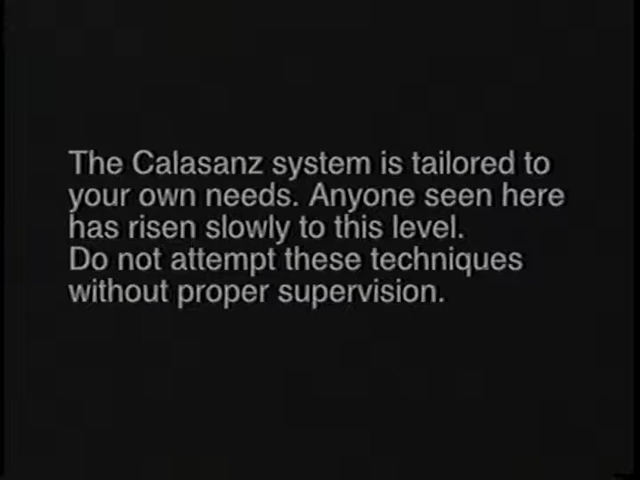 The Calasanz system is tailored to
your own needs. Anyone seen here
has risen slowly to this level.
Do not attempt these techniques
without proper supervision.